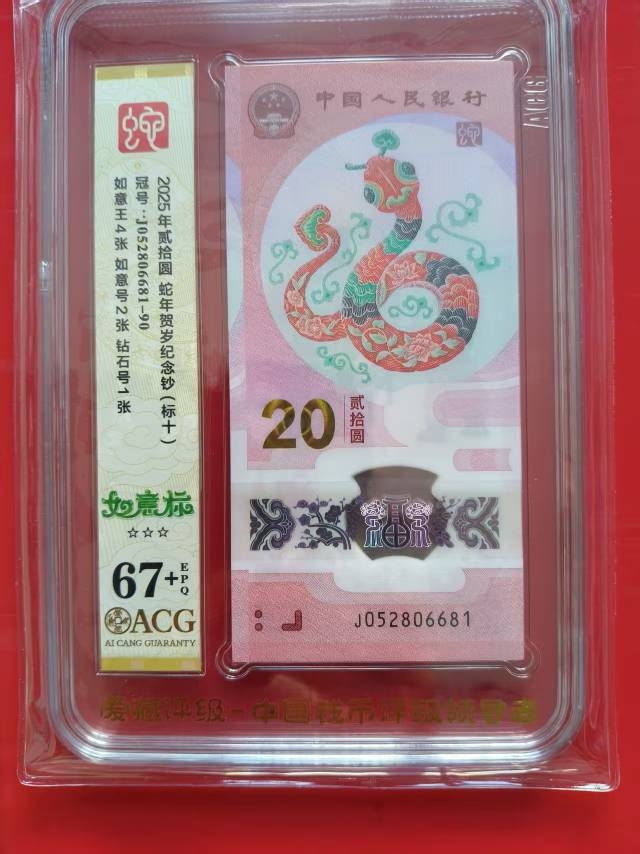 蛇
2025年贰拾圆 蛇年贺岁纪念钞（标十）
冠号：J052806681-90
如意王4张 如意号2张 钻石号1张
如意标
☆☆☆
67+
EPQ
ACG
AI CANG GUARANTY
中国人民银行
蛇
20
贰拾圆
福
J052806681
ACG
爱藏评级-中国钱币评级领导者